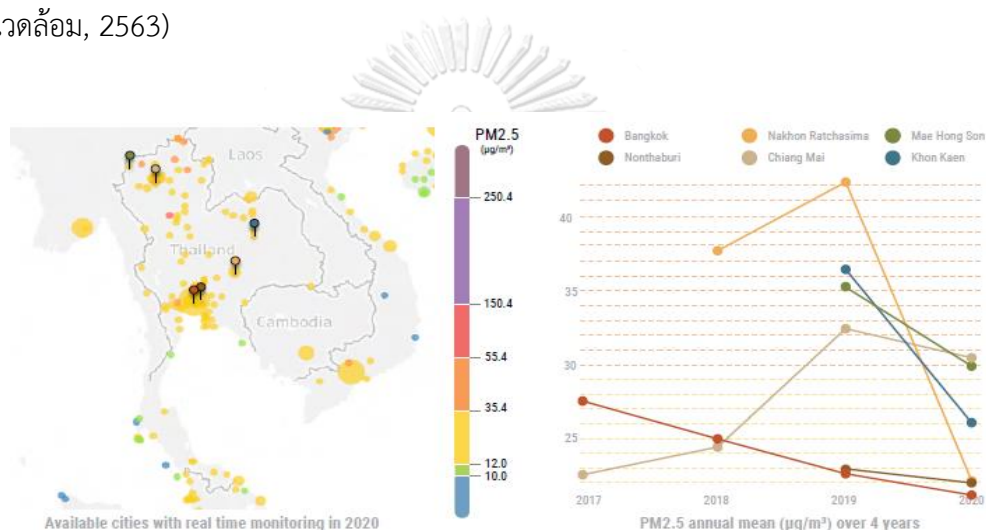 วดล้อม, 2563)
PM2.5
(µg/m³)
250.4
150.4
55.4
35.4
12.0
10.0
Laos
Thailand
Cambodia
Available cities with real time monitoring in 2020
Bangkok
Nakhon Ratchasima
Mae Hong Son
Nonthaburi
Chiang Mai
Khon Kaen
40
35
30
25
2017
2018
2019
2020
PM2.5 annual mean (µg/m³) over 4 years